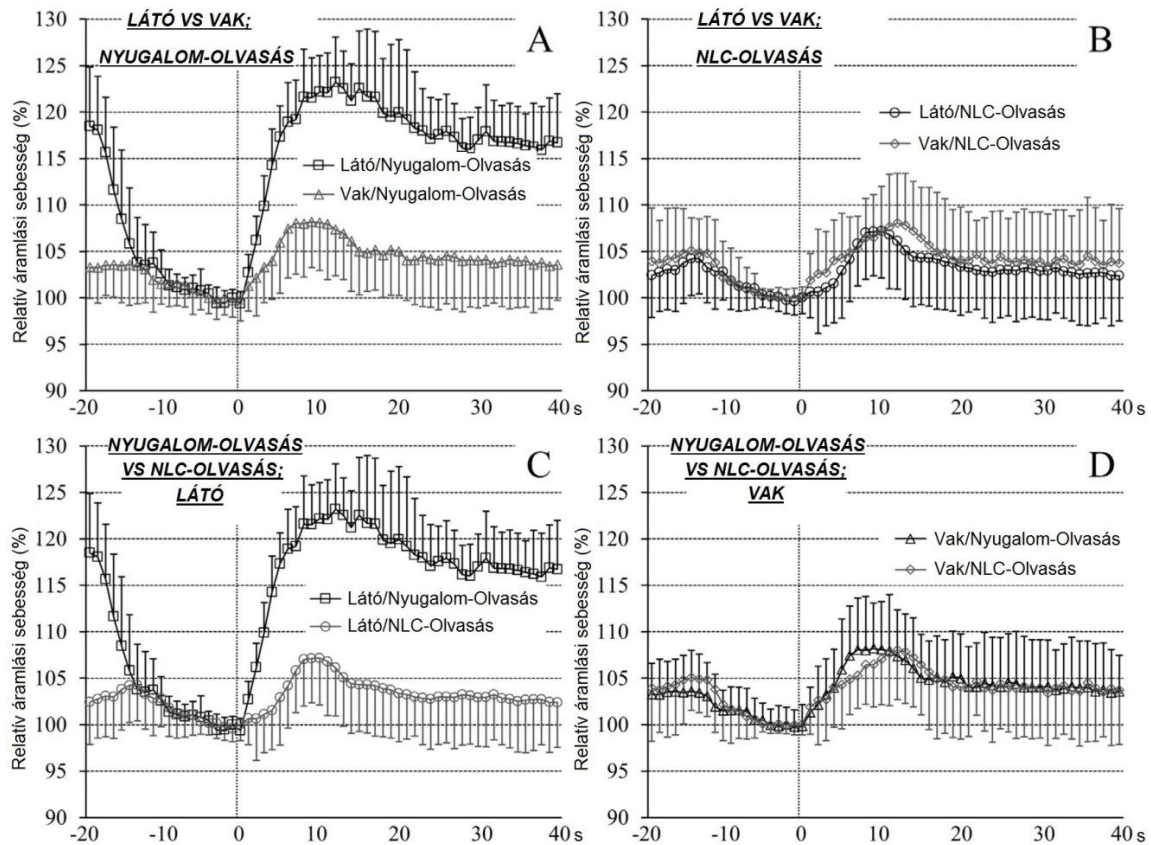 LÁTÓ VS VAK;
NYUGALOM-OLVASÁS
A
Relatív áramlási sebesség (%)
130
125
120
115
110
105
100
95
90
Látó/Nyugalom-Olvasás
Vak/Nyugalom-Olvasás
-20 -10 0 10 20 30 40 s
LÁTÓ VS VAK;
NLC-OLVASÁS
B
Relatív áramlási sebesség (%)
130
125
120
115
110
105
100
95
90
Látó/NLC-Olvasás
Vak/NLC-Olvasás
-20 -10 0 10 20 30 40 s
NYUGALOM-OLVASÁS
VS NLC-OLVASÁS;
LÁTÓ
C
Relatív áramlási sebesség (%)
130
125
120
115
110
105
100
95
90
Látó/Nyugalom-Olvasás
Látó/NLC-Olvasás
-20 -10 0 10 20 30 40 s
NYUGALOM-OLVASÁS
VS NLC-OLVASÁS;
VAK
D
Relatív áramlási sebesség (%)
130
125
120
115
110
105
100
95
90
Vak/Nyugalom-Olvasás
Vak/NLC-Olvasás
-20 -10 0 10 20 30 40 s